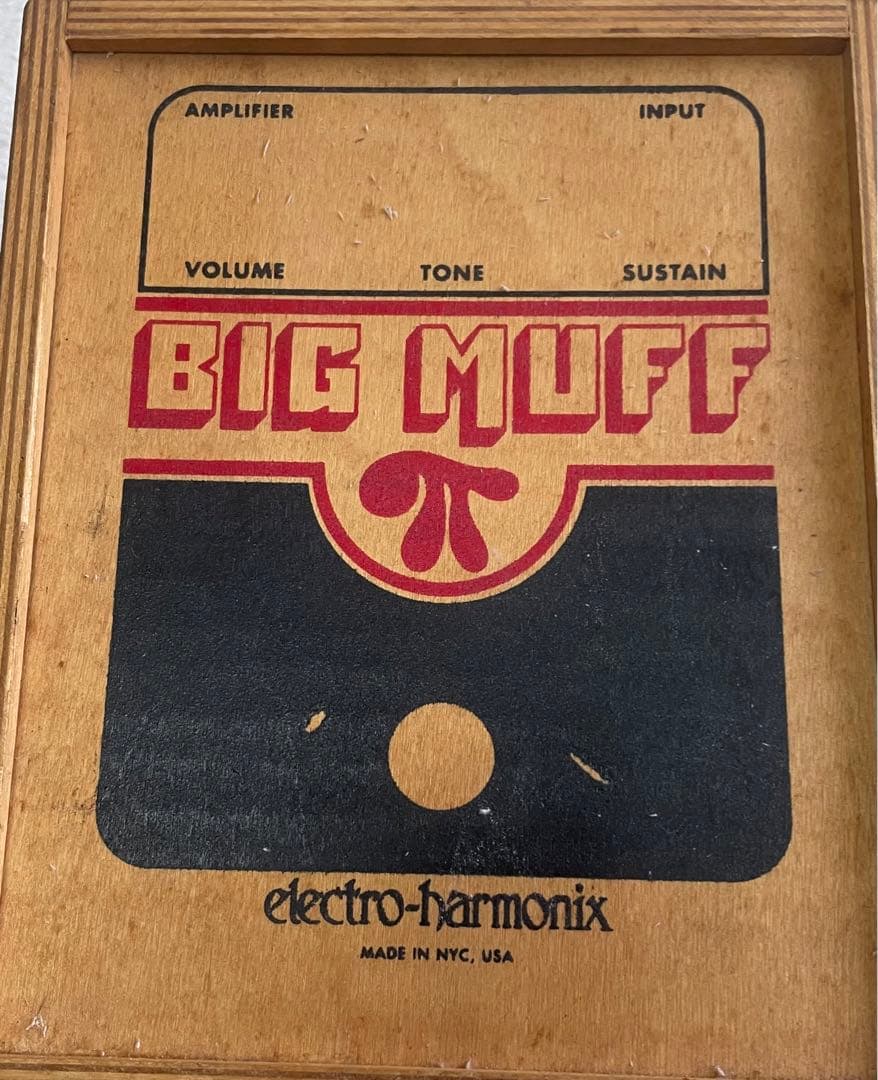 AMPLIFIER INPUT
VOLUME TONE SUSTAIN
BIG MUFF
π
electro-harmonix
MADE IN NYC, USA